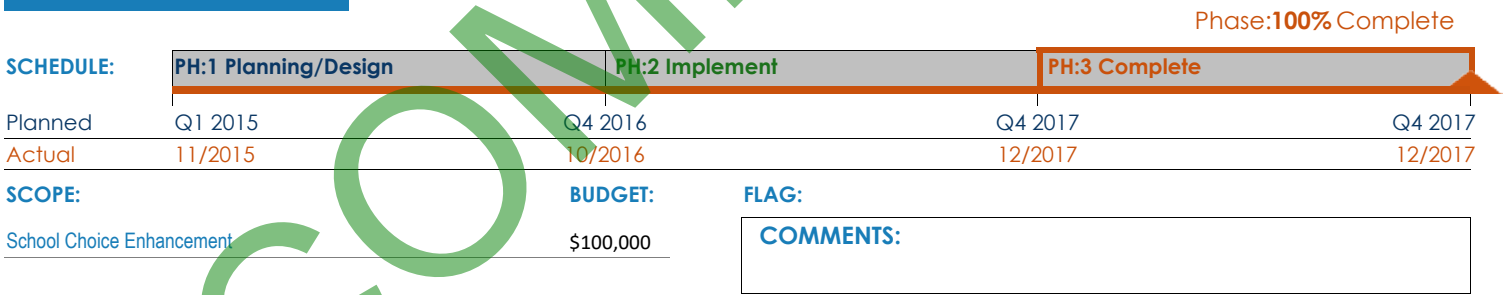 Phase:100% Complete
SCHEDULE: PH:1 Planning/Design PH:2 Implement PH:3 Complete
Planned Q1 2015 Q4 2016 Q4 2017 Q4 2017
Actual 11/2015 10/2016 12/2017 12/2017
SCOPE: BUDGET: FLAG:
School Choice Enhancement $100,000 COMMENTS:
COM